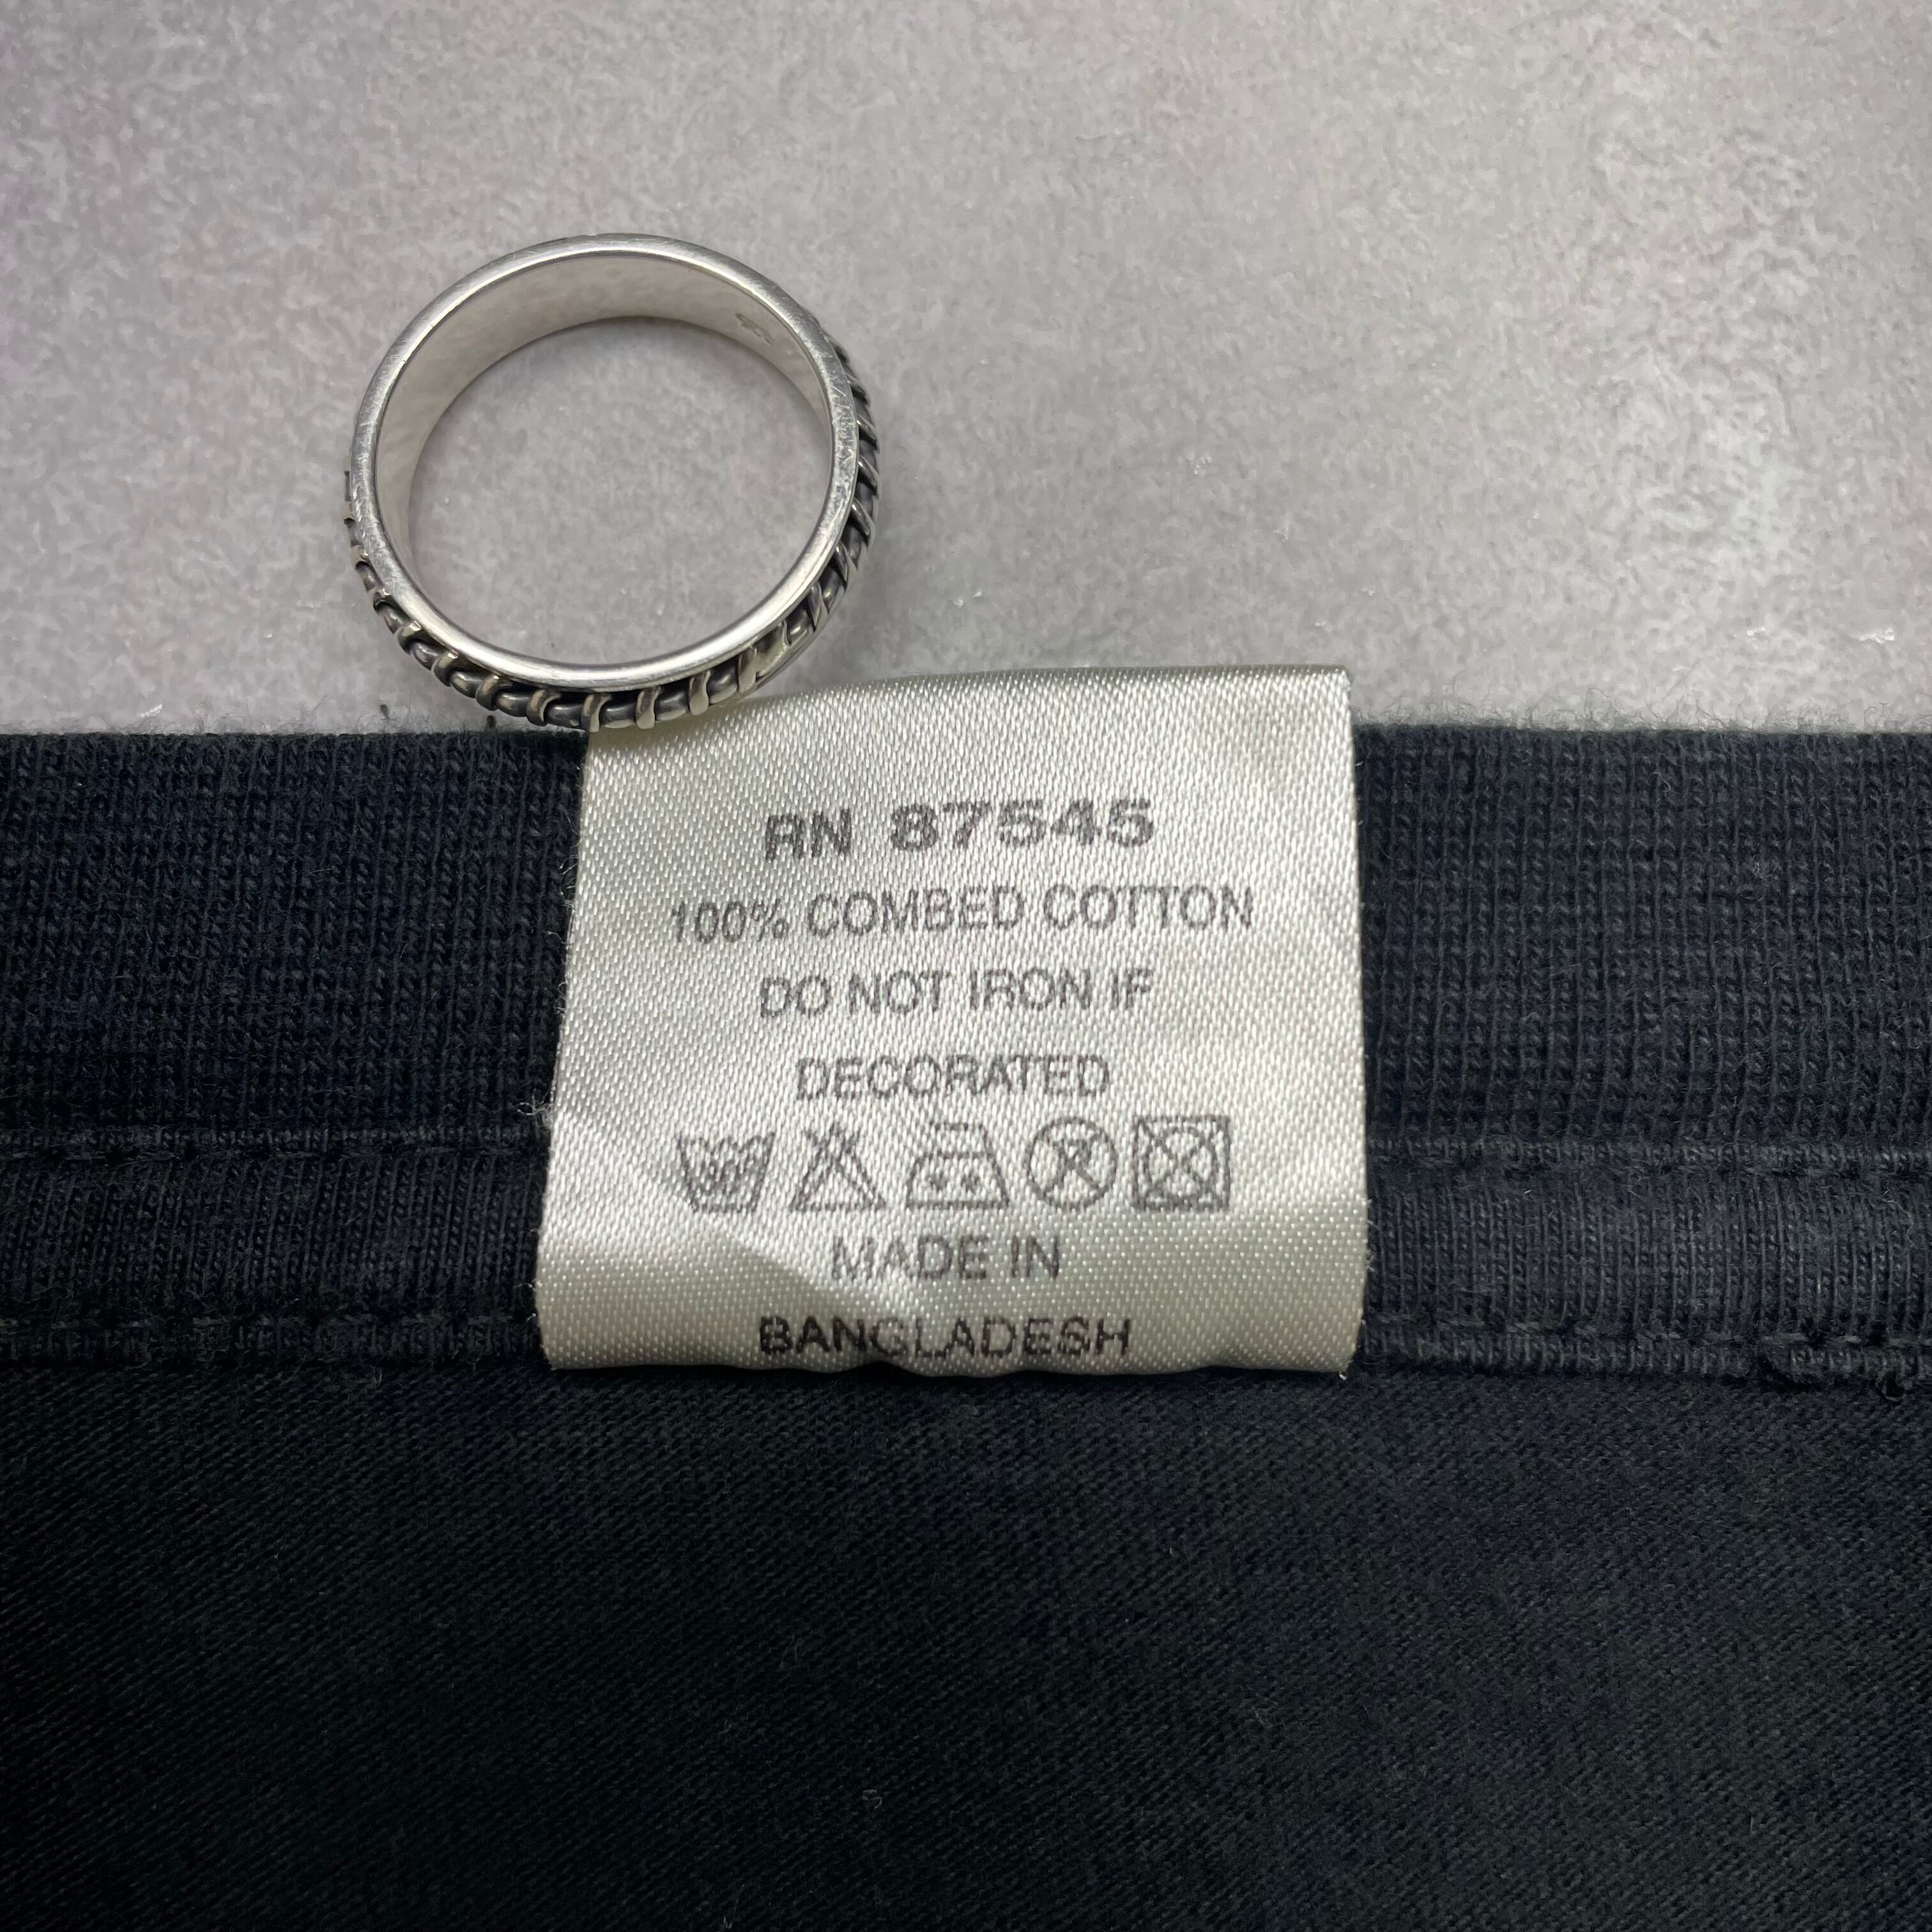 RN 87545
100% COMBED COTTON
DO NOT IRON IF
DECORATED
MADE IN
BANGLADESH